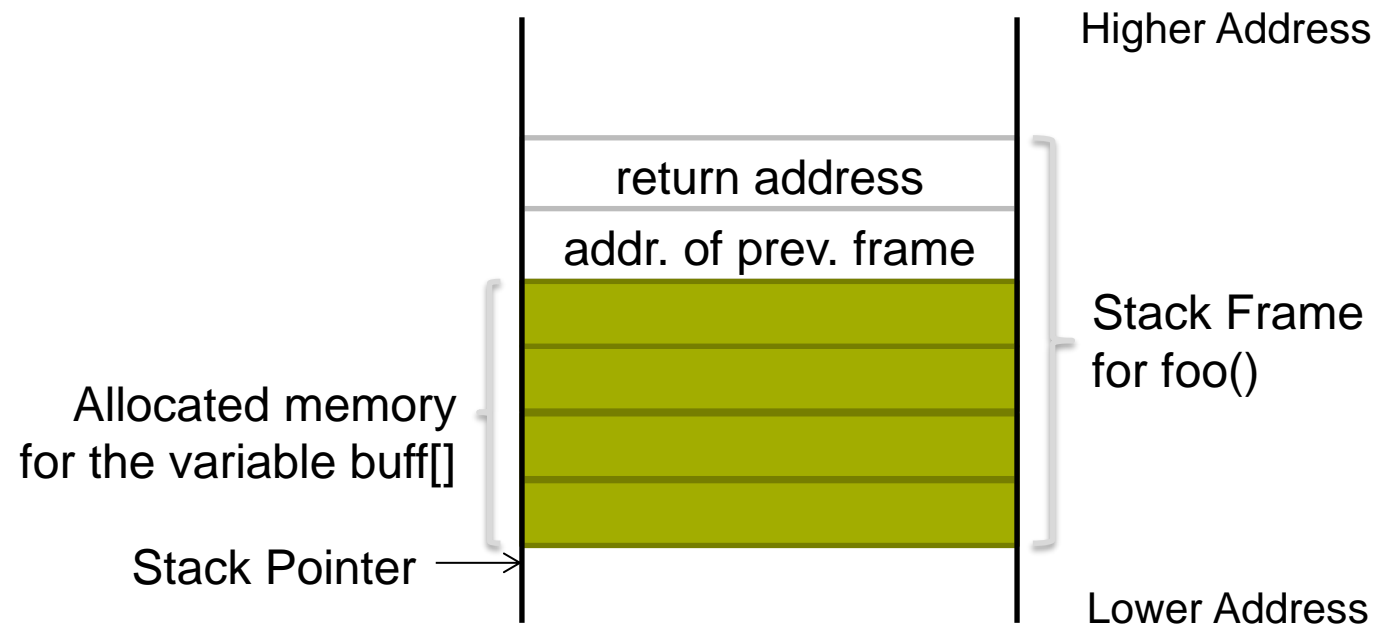 Higher Address
return address
addr. of prev. frame
Stack Frame
for foo()
Allocated memory
for the variable buff[]
Stack Pointer
Lower Address